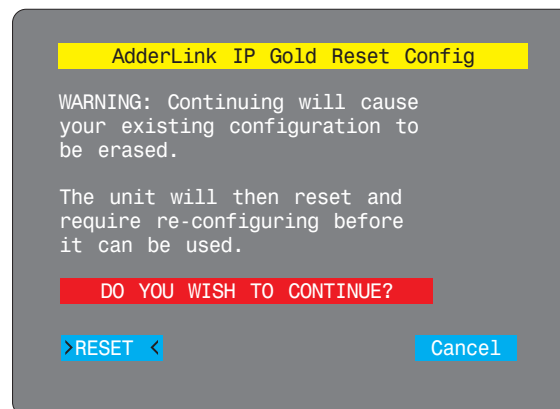 AdderLink IP Gold Reset Config
WARNING: Continuing will cause
your existing configuration to
be erased.
The unit will then reset and
require re-configuring before
it can be used.
DO YOU WISH TO CONTINUE?
>RESET < Cancel